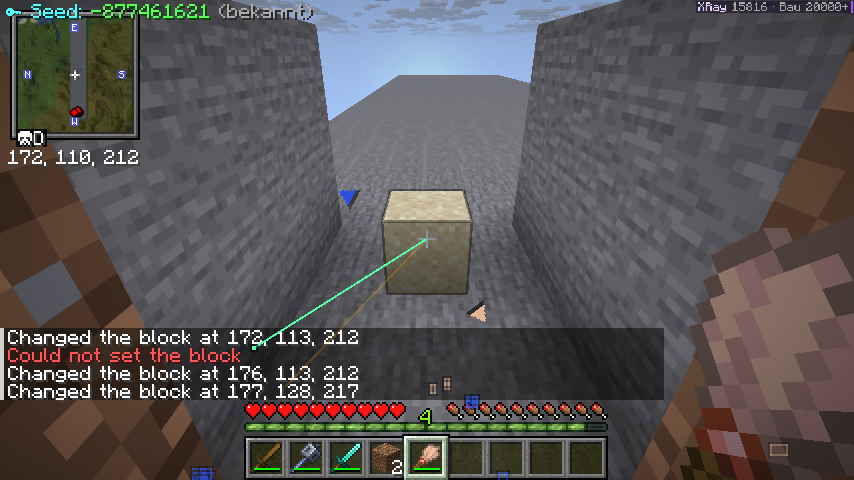 Seed: -877461621 (bekannt)
XRay 15816 · Bau 20000+
E
N
S
W
0
172, 110, 212
Changed the block at 172, 113, 212
Could not set the block
Changed the block at 176, 113, 212
Changed the block at 177, 128, 217
4
2